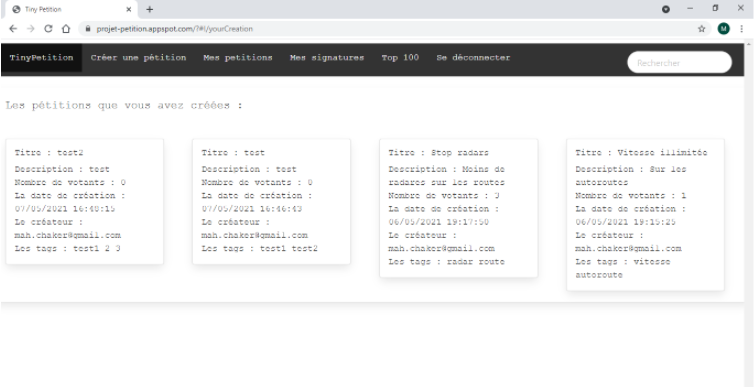 Tiny Petition
projet-petition.appspot.com/?#!/yourCreation
M
TinyPetition Créer une pétition Mes petitions Mes signatures Top 100 Se déconnecter
Rechercher
Les pétitions que vous avez créées :
Titre : test2
Description : test
Nombre de votants : 0
La date de création :
07/05/2021 16:48:15
Le créateur :
mah.chaker@gmail.com
Les tags : test1 2 3
Titre : test
Description : test
Nombre de votants : 0
La date de création :
07/05/2021 16:46:43
Le créateur :
mah.chaker@gmail.com
Les tags : test1 test2
Titre : Stop radars
Description : Moins de
radares sur les routes
Nombre de votants : 3
La date de création :
06/05/2021 19:17:50
Le créateur :
mah.chaker@gmail.com
Les tags : radar route
Titre : Vitesse illimitée
Description : Sur les
autoroutes
Nombre de votants : 1
La date de création :
06/05/2021 19:15:25
Le créateur :
mah.chaker@gmail.com
Les tags : vitesse
autoroute